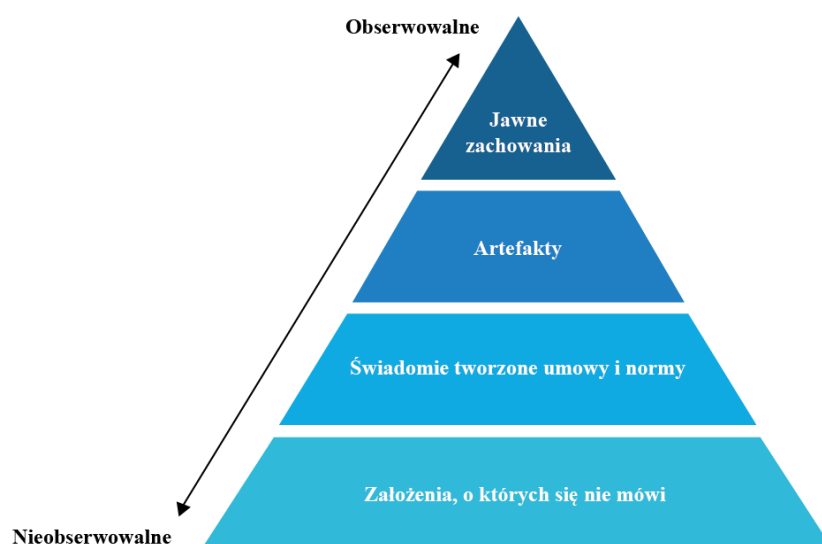 Obserwowalne
Jawne
zachowania
Artefakty
Świadomie tworzone umowy i normy
Założenia, o których się nie mówi
Nieobserwowalne